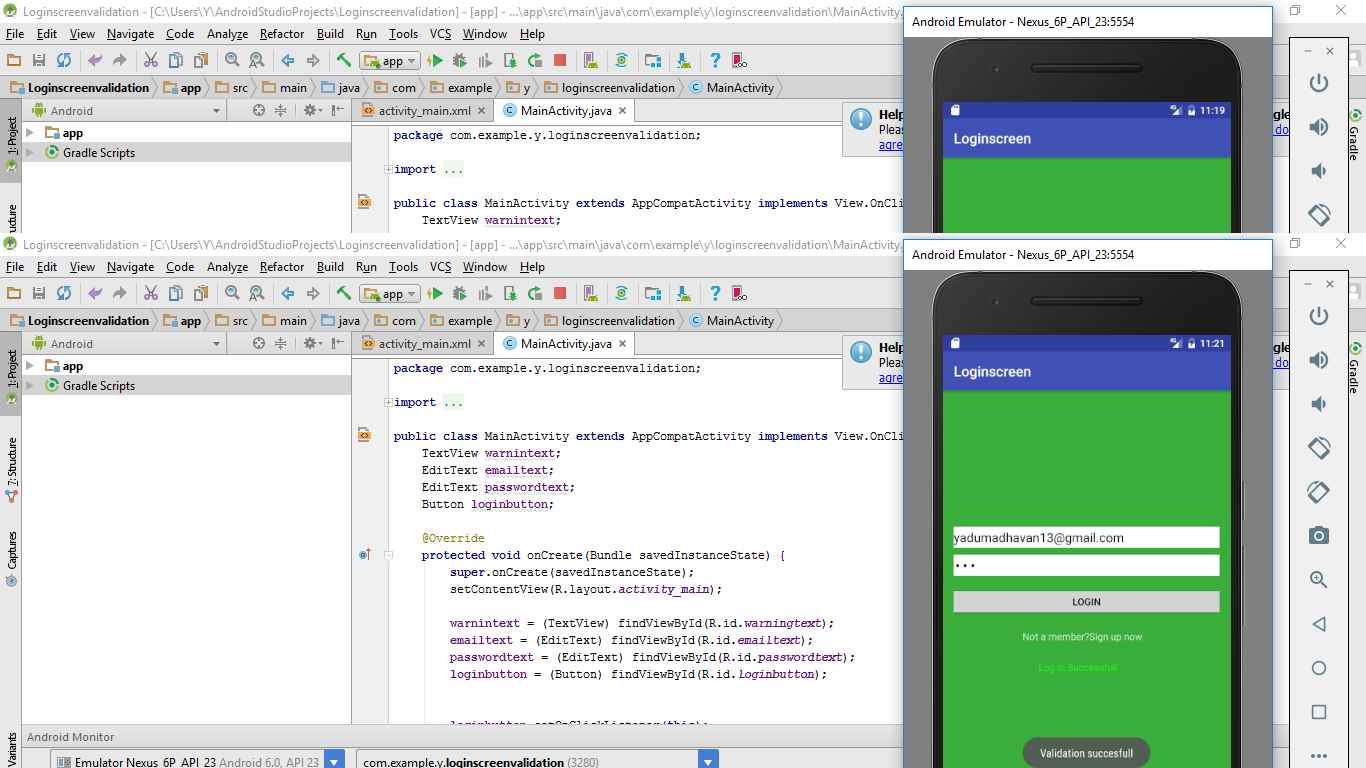 Loginscreenvalidation - [C:\Users\Y\AndroidStudioProjects\Loginscreenvalidation] - [app] - ...\app\src\main\java\com\example\y\loginscreenvalidation\MainActivity.
Android Emulator - Nexus_6P_API_23:5554
File Edit View Navigate Code Analyze Refactor Build Run Tools VCS Window Help
app
Loginscreenvalidation app src main java com example y loginscreenvalidation MainActivity
Android activity_main.xml MainActivity.java
Help
Pleas
agre
gle
do
11:19
Loginscreen
1: Project
Gradle
app
Gradle Scripts
ucture
package com.example.y.loginscreenvalidation;
import ...
public class MainActivity extends AppCompatActivity implements View.OnCli
TextView warnintext;
Loginscreenvalidation - [C:\Users\Y\AndroidStudioProjects\Loginscreenvalidation] - [app] - ...\app\src\main\java\com\example\y\loginscreenvalidation\MainActivity.
Android Emulator - Nexus_6P_API_23:5554
File Edit View Navigate Code Analyze Refactor Build Run Tools VCS Window Help
app
Loginscreenvalidation app src main java com example y loginscreenvalidation MainActivity
Android activity_main.xml MainActivity.java
Help
Pleas
agre
gle
do
11:21
Loginscreen
1: Project
7: Structure
Captures
Variants
Gradle
app
Gradle Scripts
package com.example.y.loginscreenvalidation;
import ...
public class MainActivity extends AppCompatActivity implements View.OnCli
TextView warnintext;
EditText emailtext;
EditText passwordtext;
Button loginbutton;
@Override
protected void onCreate(Bundle savedInstanceState) {
super.onCreate(savedInstanceState);
setContentView(R.layout.activity_main);
warnintext = (TextView) findViewById(R.id.warningtext);
emailtext = (EditText) findViewById(R.id.emailtext);
passwordtext = (EditText) findViewById(R.id.passwordtext);
loginbutton = (Button) findViewById(R.id.loginbutton);
loginbutton.setOnClickListener(this);
yadumadhavan13@gmail.com
•••
LOGIN
Not a member?Sign up now
Log in Successful!
Validation succesfull
Android Monitor
Emulator Nexus_6P_API_23 Android 6.0, API 23
com.example.y.loginscreenvalidation (3280)